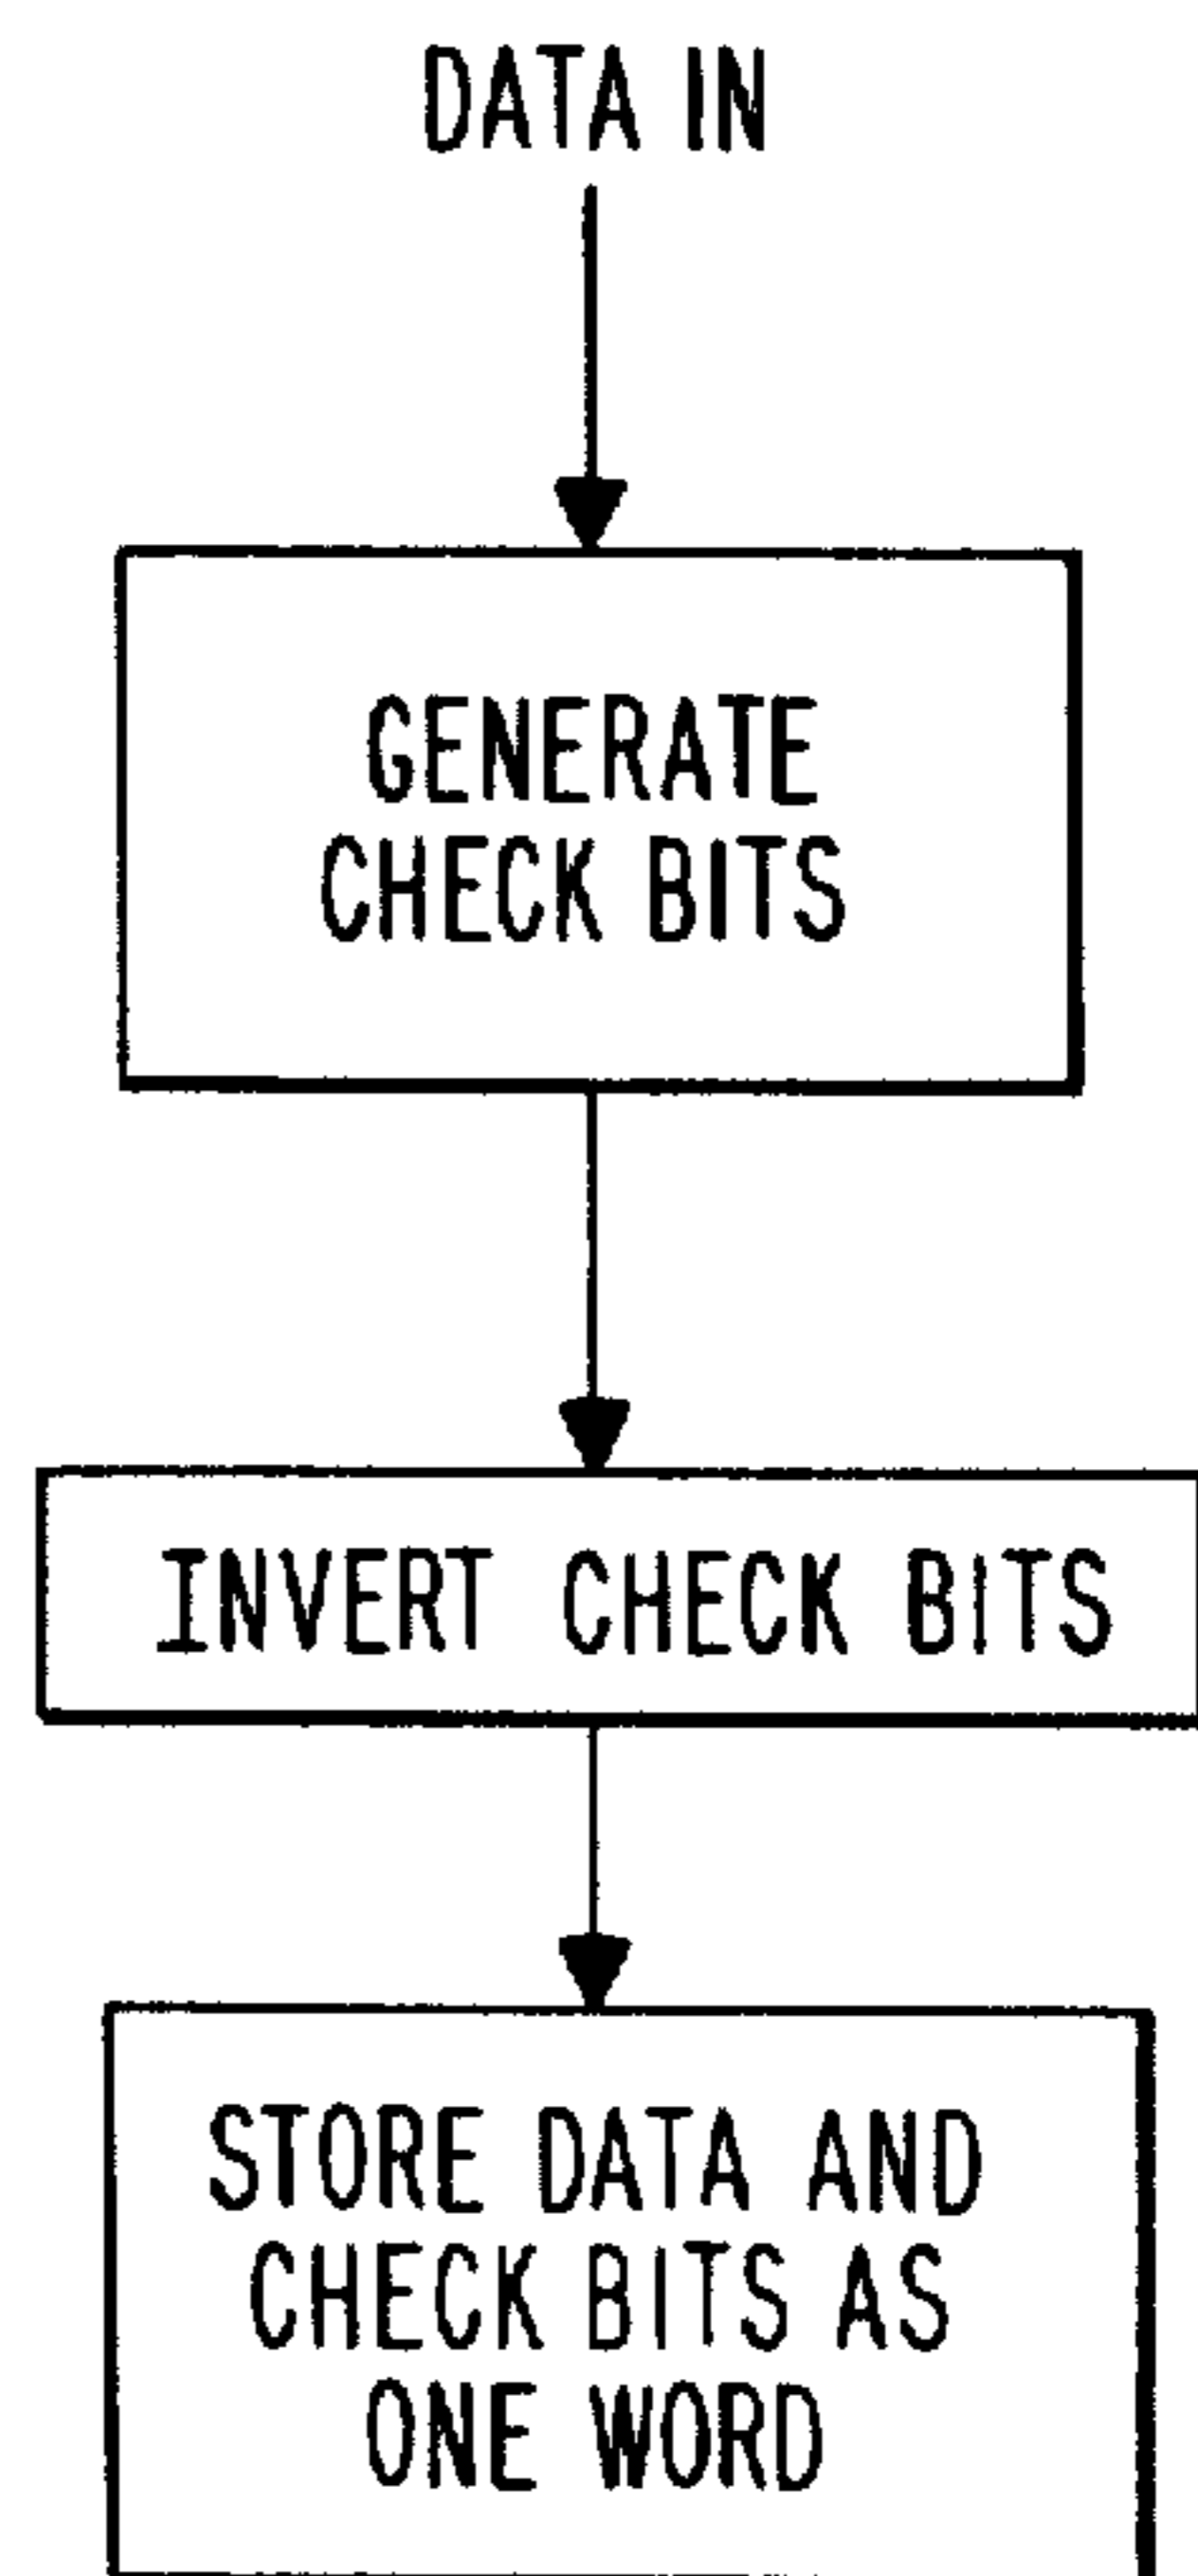 DATA IN
GENERATE
CHECK BITS
INVERT CHECK BITS
STORE DATA AND
CHECK BITS AS
ONE WORD